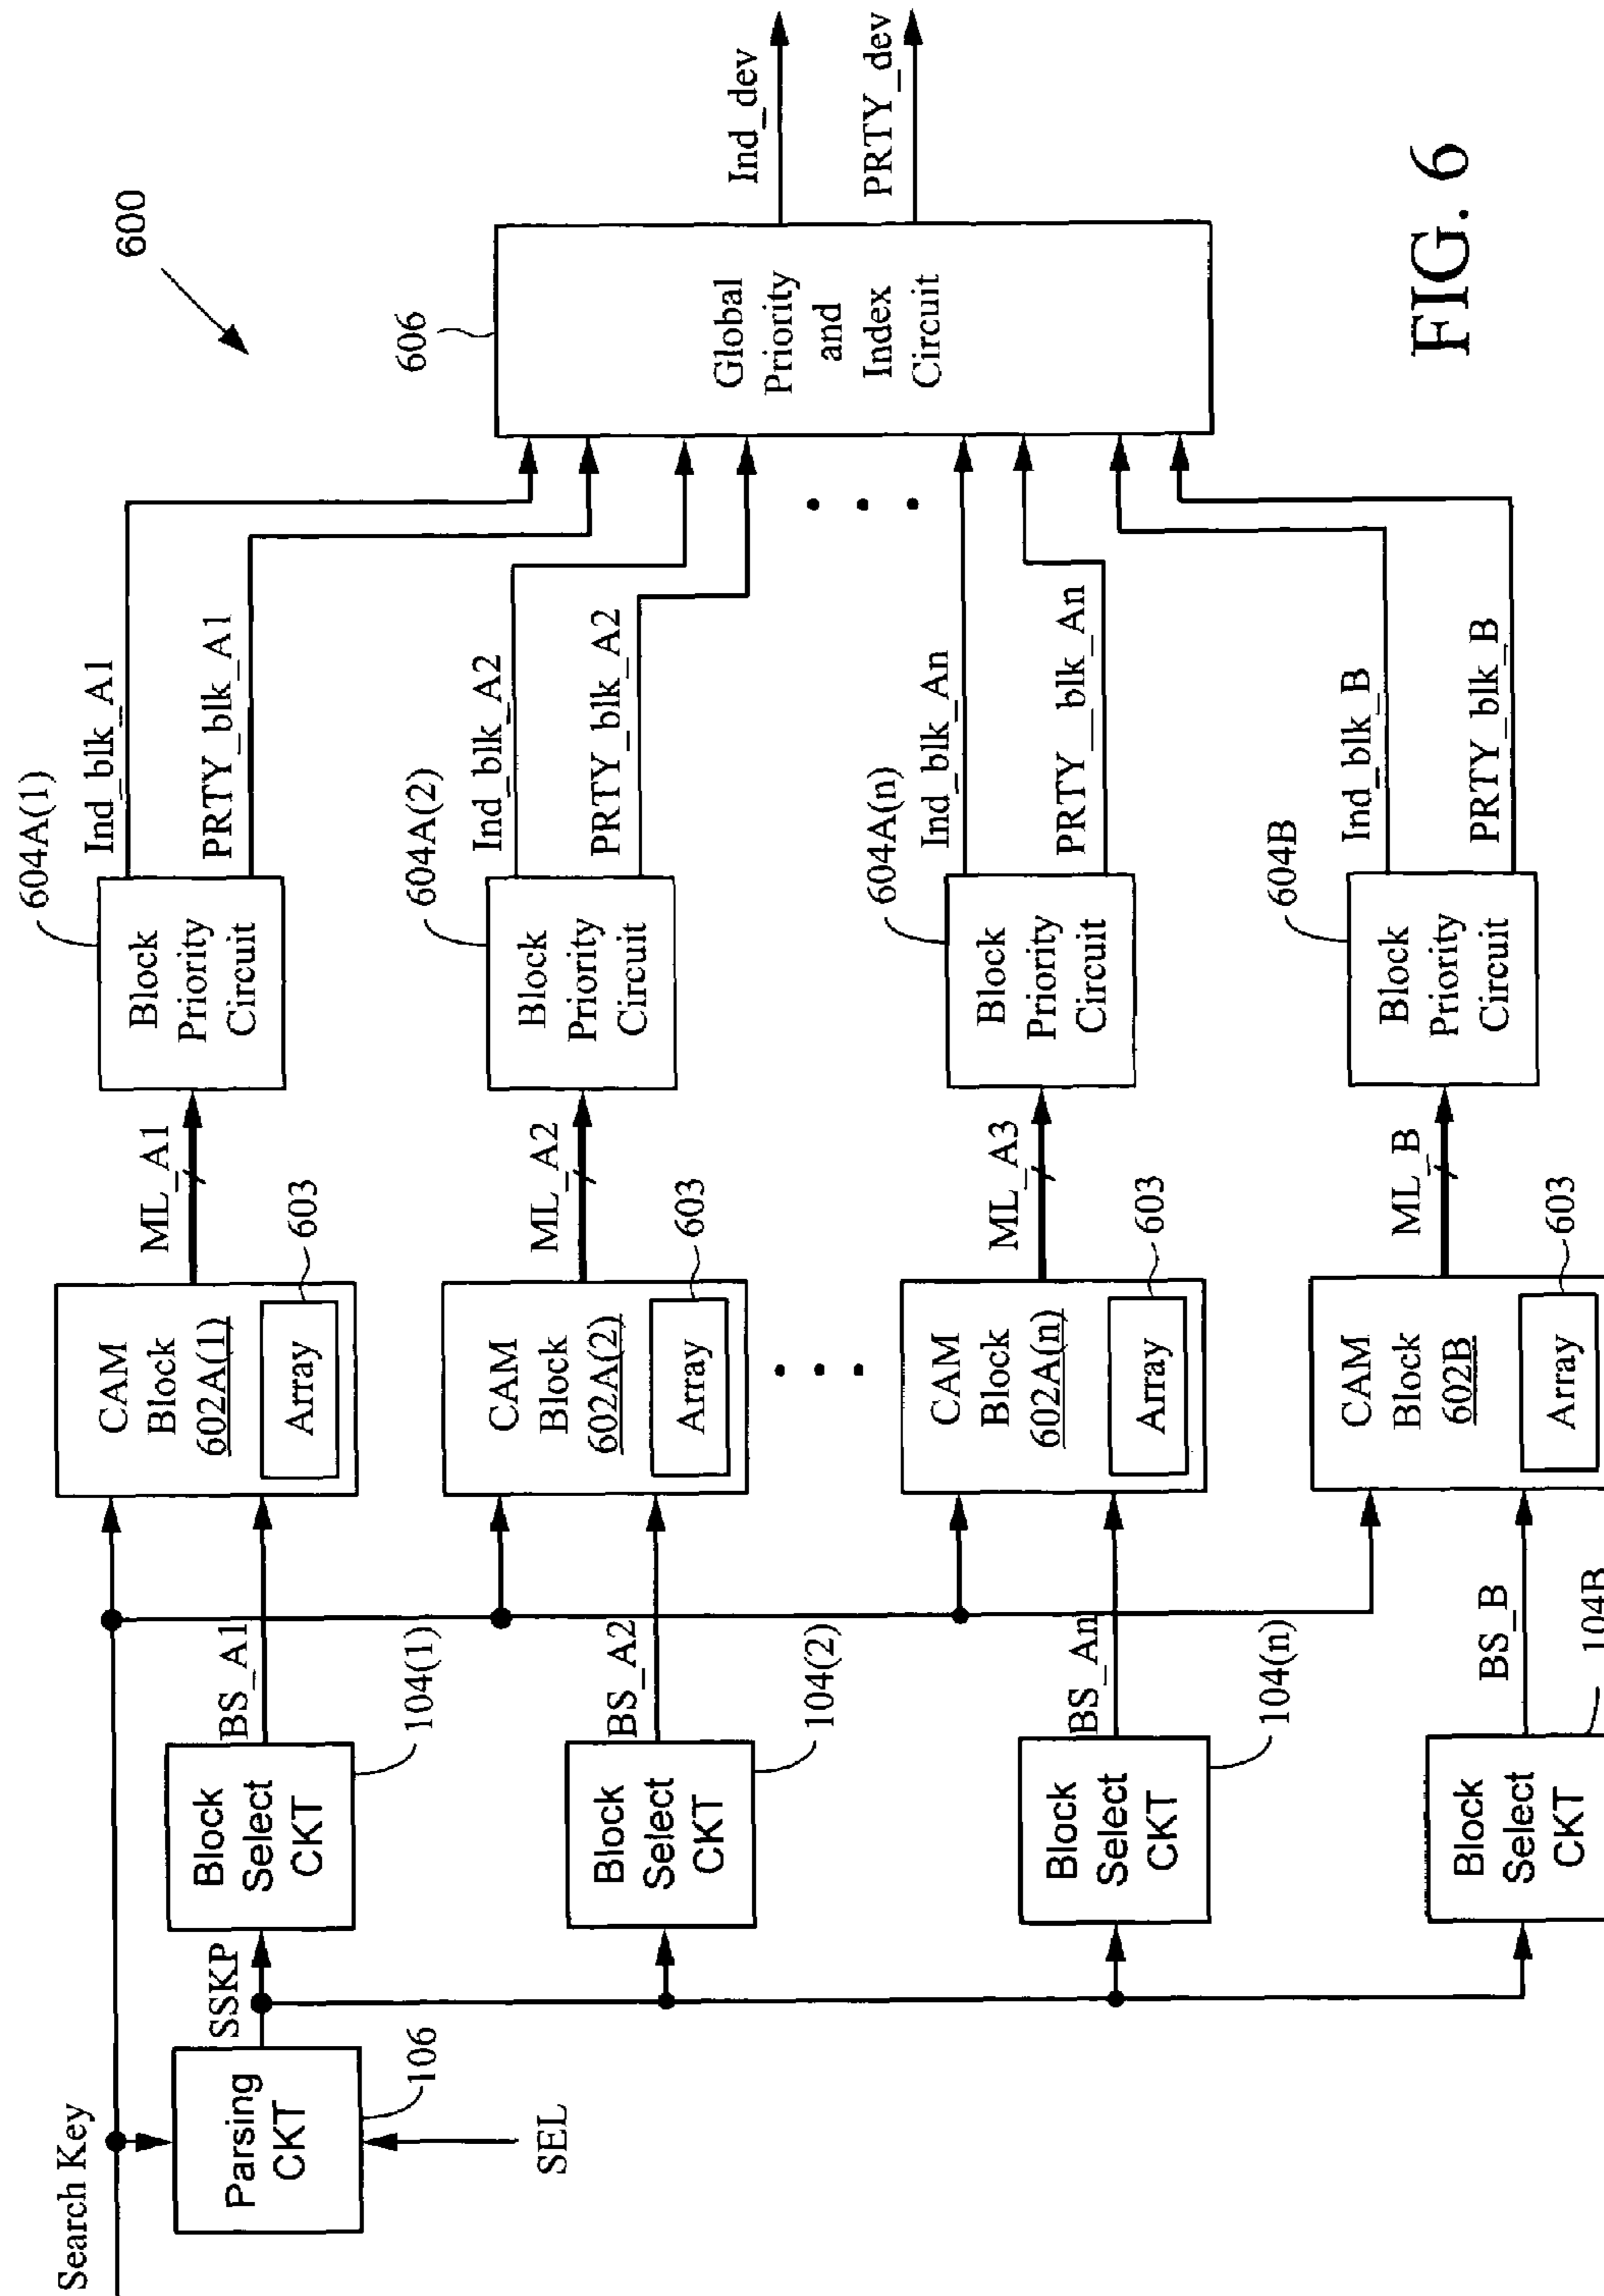 600
Search Key
Parsing
CKT
106
SEL
SSKP
Block
Select
CKT
104(1)
BS_A1
CAM
Block
602A(1)
Array
603
ML_A1
Block
Priority
Circuit
604A(1)
Ind_blk_A1
PRTY_blk_A1
Block
Select
CKT
104(2)
BS_A2
CAM
Block
602A(2)
Array
603
ML_A2
Block
Priority
Circuit
604A(2)
Ind_blk_A2
PRTY_blk_A2
Block
Select
CKT
104(n)
BS_An
CAM
Block
602A(n)
Array
603
ML_A3
Block
Priority
Circuit
604A(n)
Ind_blk_An
PRTY_blk_An
Block
Select
CKT
104B
BS_B
CAM
Block
602B
Array
603
ML_B
Block
Priority
Circuit
604B
Ind_blk_B
PRTY_blk_B
606
Global
Priority
and
Index
Circuit
Ind_dev
PRTY_dev
FIG. 6